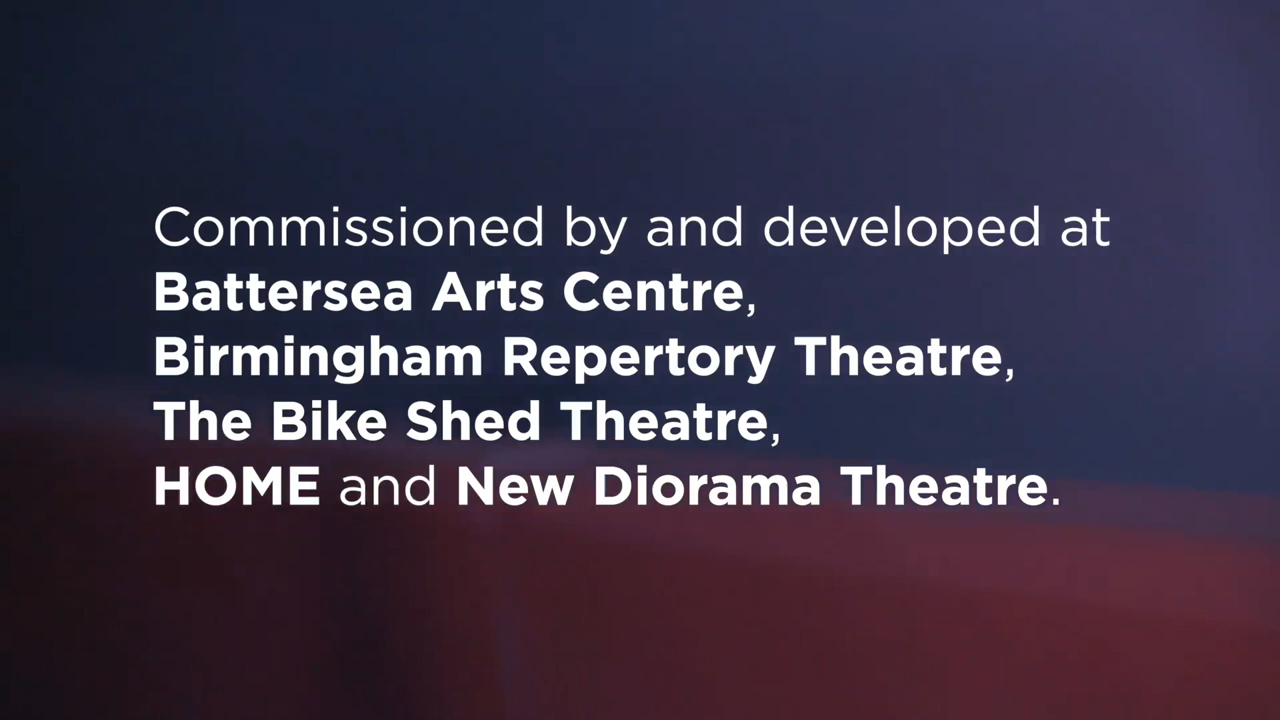 Commissioned by and developed at
Battersea Arts Centre,
Birmingham Repertory Theatre,
The Bike Shed Theatre,
HOME and New Diorama Theatre.